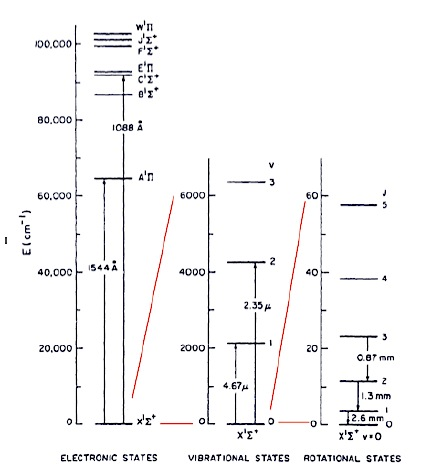 W¹Π
J¹Σ⁺
F¹Σ⁺
E¹Π
C¹Σ⁺
B¹Σ⁺
A¹Π
X¹Σ⁺
100,000
80,000
60,000
40,000
20,000
0
E (cm⁻¹)
1088 Å
1544 Å
ELECTRONIC STATES
6000
4000
2000
0
v
3
2
1
0
4.67μ
2.35μ
X¹Σ⁺
VIBRATIONAL STATES
60
40
20
0
J
5
4
3
2
1
0
0.87 mm
1.3 mm
2.6 mm
X¹Σ⁺ v=0
ROTATIONAL STATES